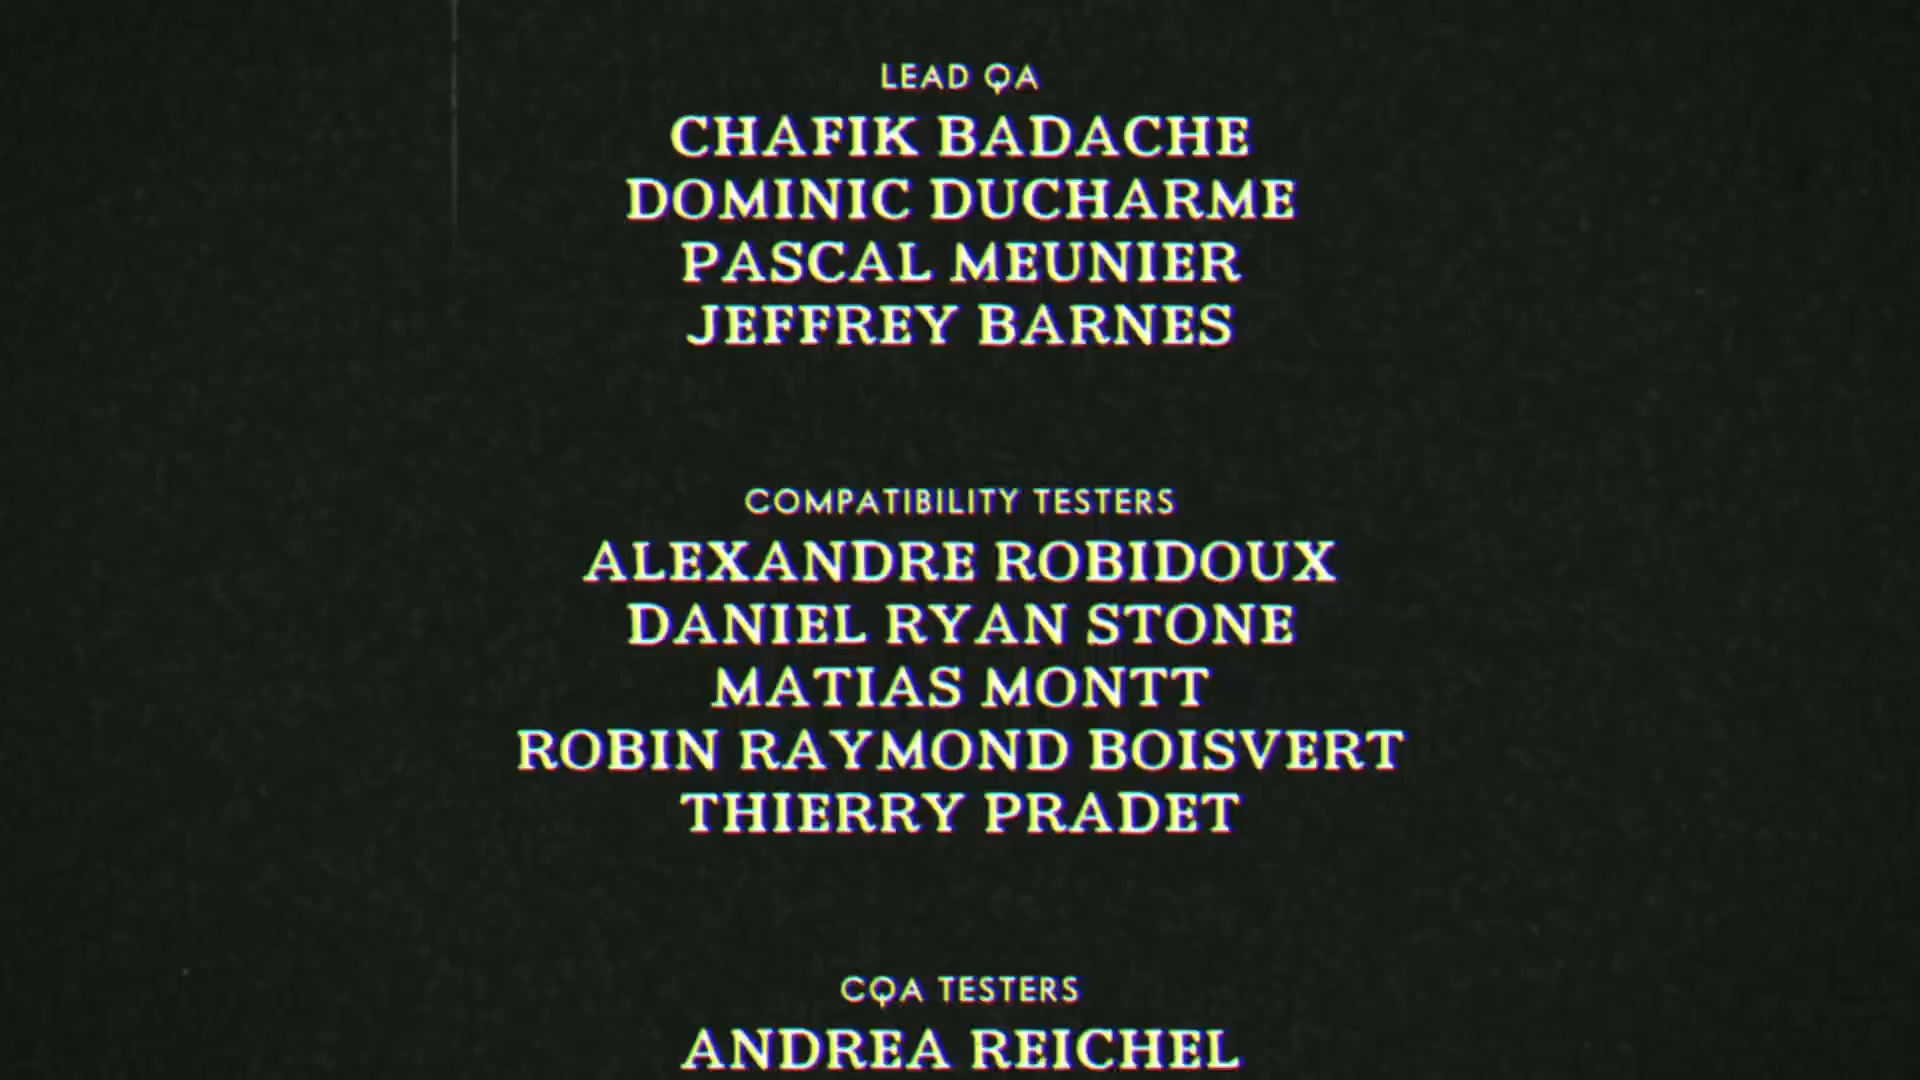 LEAD QA
CHAFIK BADACHE
DOMINIC DUCHARME
PASCAL MEUNIER
JEFFREY BARNES
COMPATIBILITY TESTERS
ALEXANDRE ROBIDOUX
DANIEL RYAN STONE
MATIAS MONTT
ROBIN RAYMOND BOISVERT
THIERRY PRADET
CQA TESTERS
ANDREA REICHEL